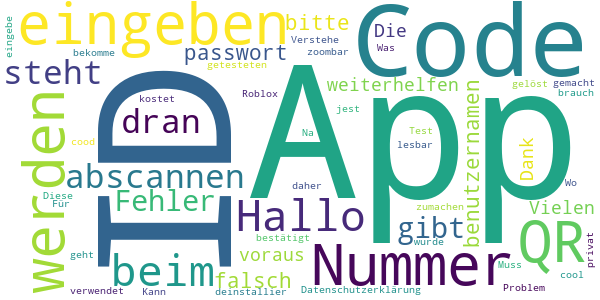 eingebe
eingeben
bitte
Code
Die
Verstehe
Was
bekomme
passwort
zoombar
steht
getesteten
weiterhelfen
gelöst
gemacht
brauch
kostet
Roblox
App
ID
dran
jest
werden
benutzernamen
cood
Na
Test
lesbar
Dank
abscannen
Wo
daher
Diese
Für
Fehler
Hallo
zumachen
Vielen
gibt
QR
bestätigt
wurde
privat
geht
beim
voraus
Nummer
Muss
cool
falsch
verwendet
Kann
deinstallier
Datenschutzerklärung
Problem